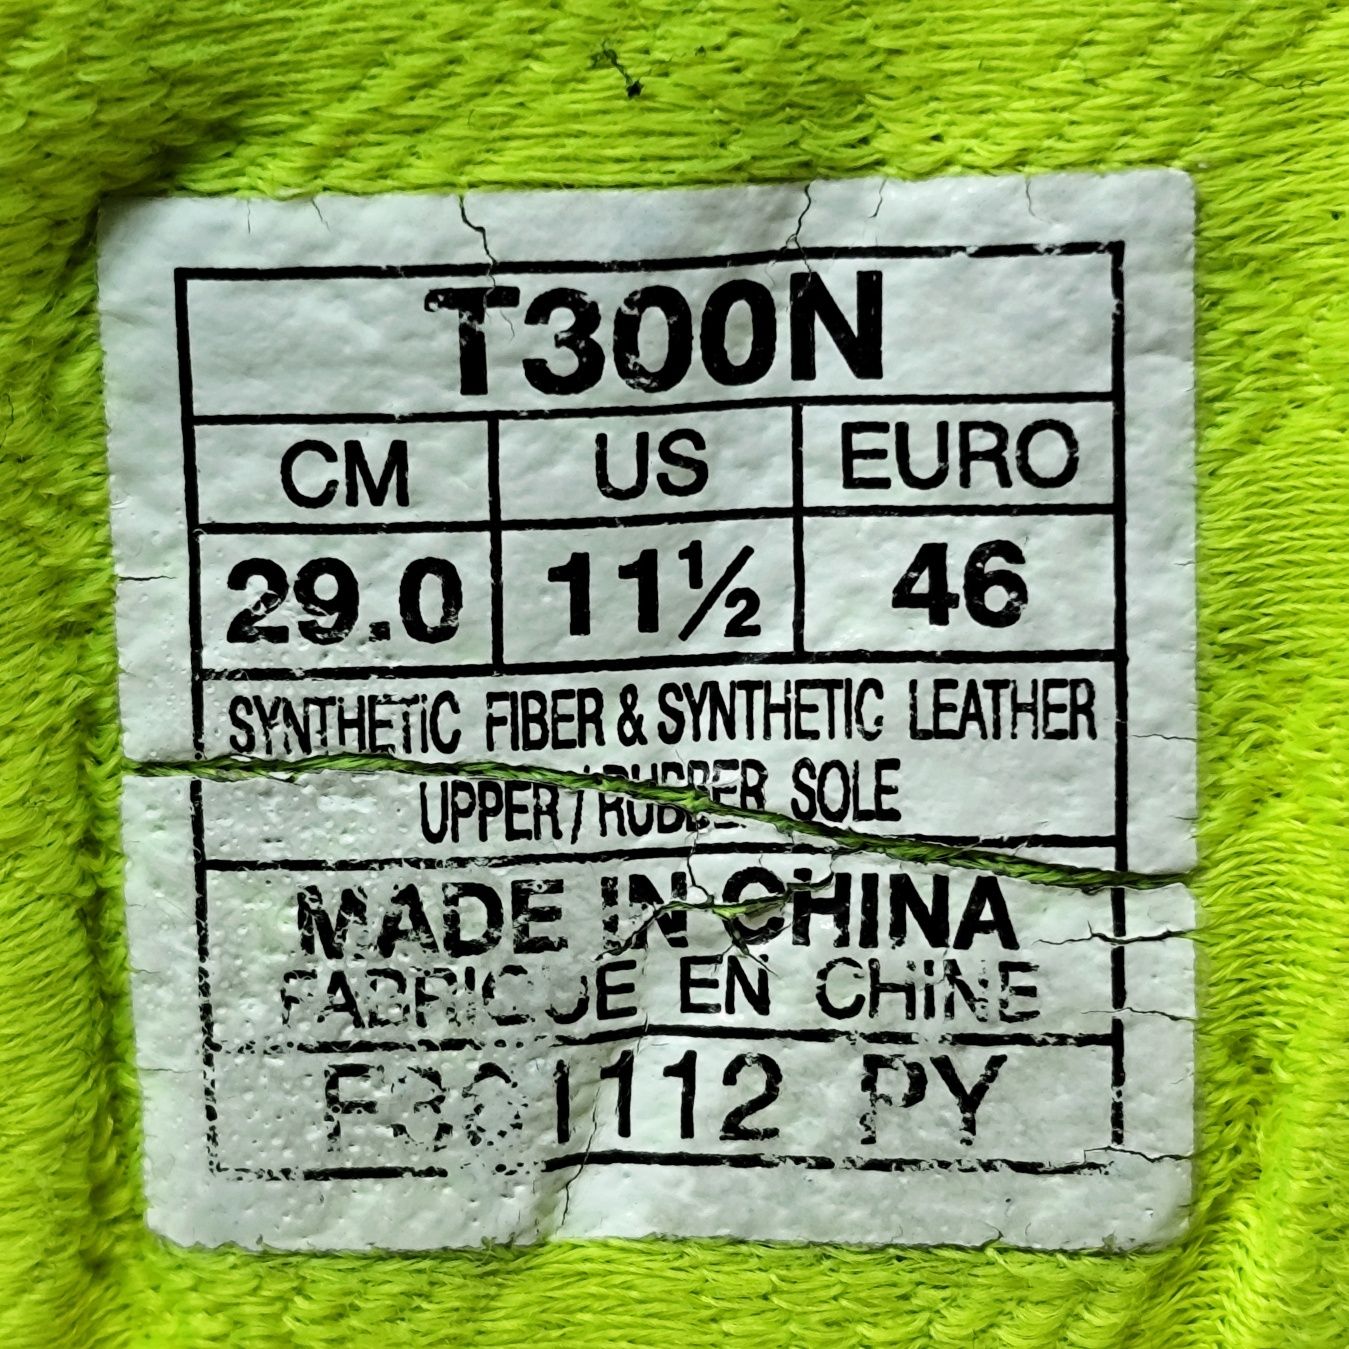 T300N
CM US EURO
29.0 11½ 46
SYNTHETIC FIBER & SYNTHETIC LEATHER
UPPER / RUBBER SOLE
MADE IN CHINA
FABRIQUE EN CHINE
F301112 PY